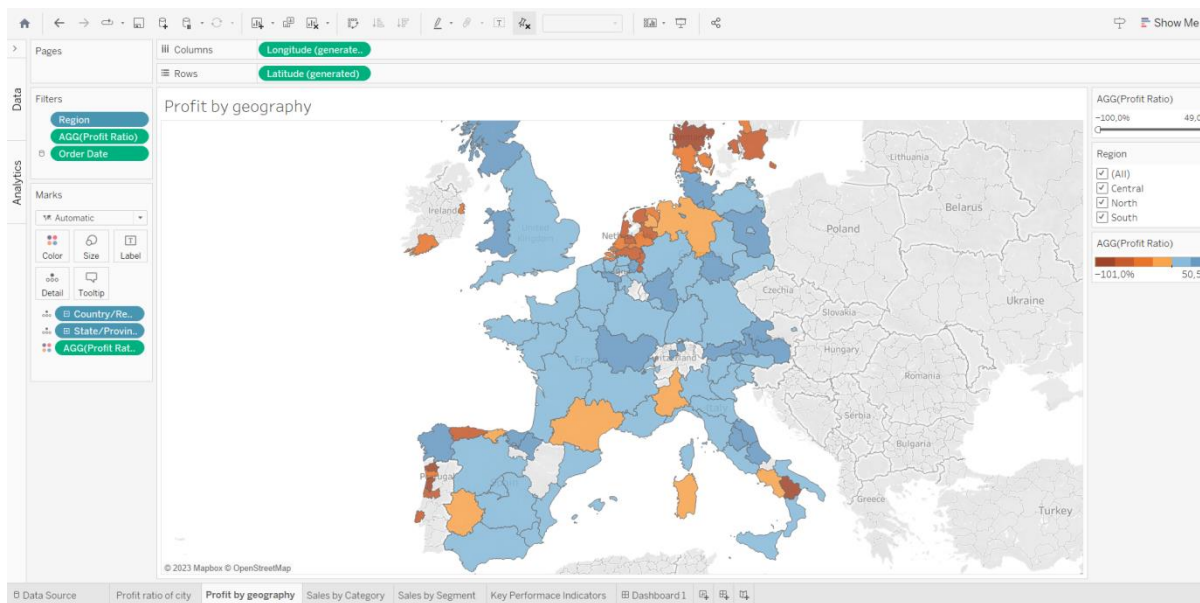 Show Me
Pages
Columns
Longitude (generate..
Rows
Latitude (generated)
Data
Analytics
Filters
Region
AGG(Profit Ratio)
Order Date
Marks
Automatic
Color
Size
Label
Detail
Tooltip
Country/Re..
State/Provin..
AGG(Profit Rat..
Profit by geography
Ireland
United
Lithuania
Belarus
Poland
Czechia
Ukraine
Slovakia
Hungary
Romania
Serbia
Bulgaria
Greece
Turkey
France
Portugal
© 2023 Mapbox © OpenStreetMap
AGG(Profit Ratio)
−100,0%
49,0
Region
(All)
Central
North
South
AGG(Profit Ratio)
−101,0%
50,5
Data Source
Profit ratio of city
Profit by geography
Sales by Category
Sales by Segment
Key Performace Indicators
Dashboard 1